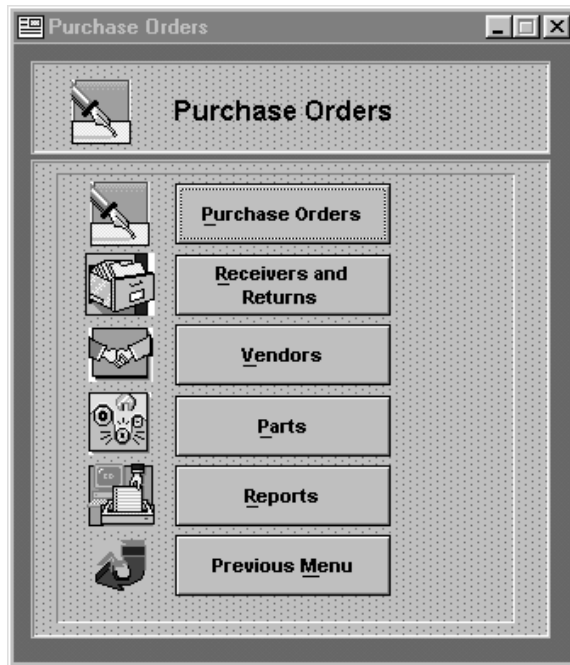 Purchase Orders
Purchase Orders
Purchase Orders
Receivers and
Returns
Vendors
Parts
Reports
Previous Menu